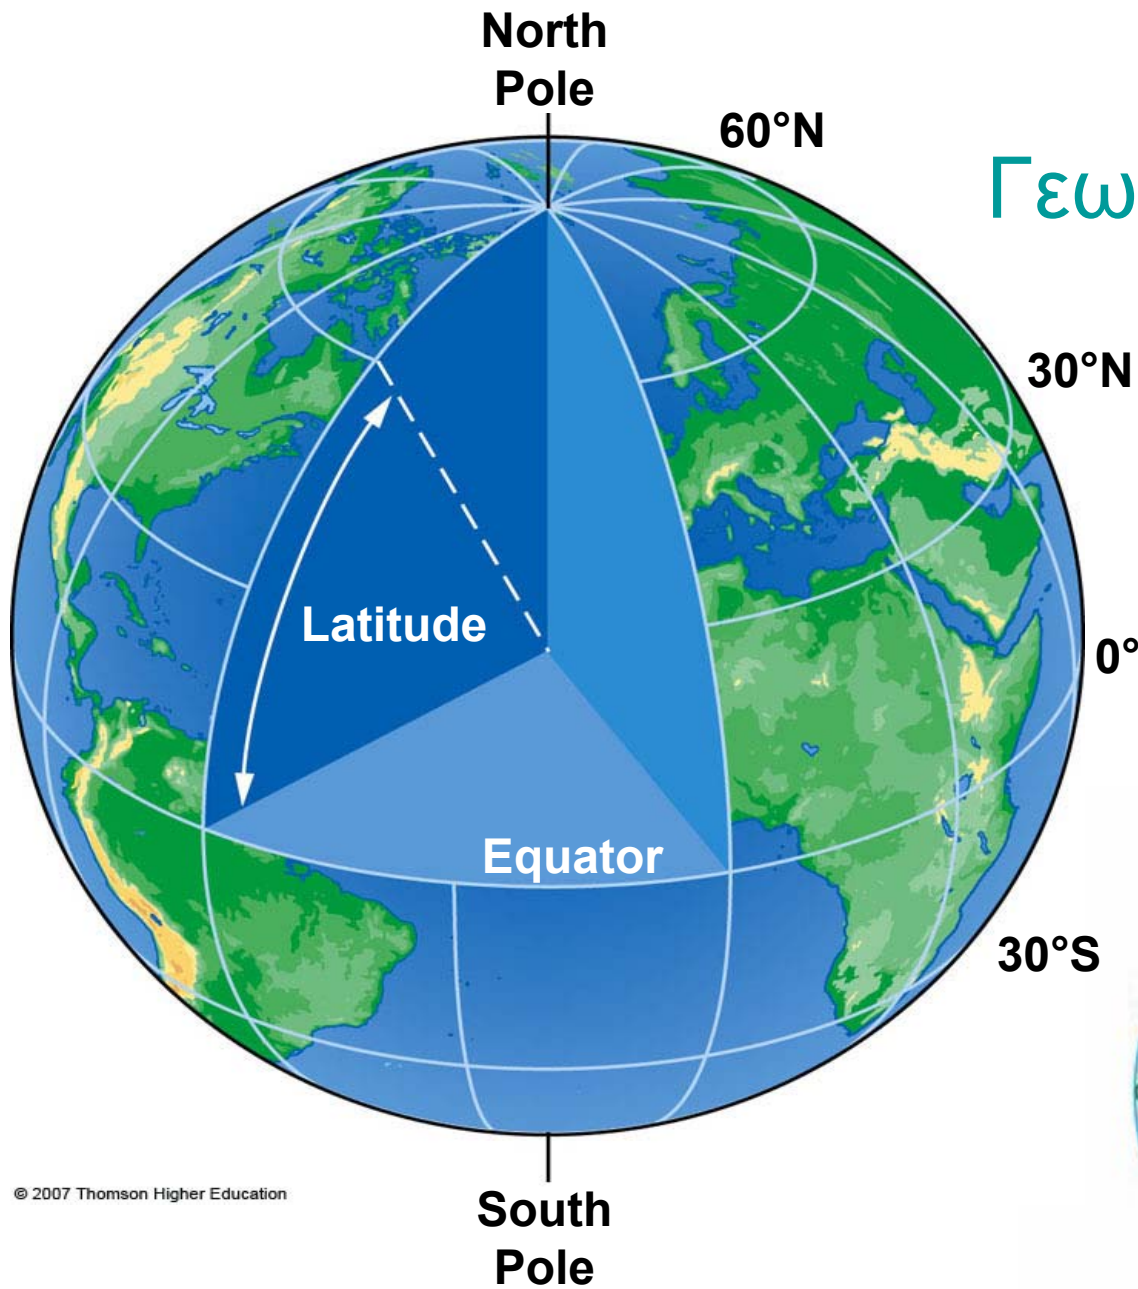 North
Pole
60°N
Γεω
30°N
Latitude
0°
Equator
30°S
© 2007 Thomson Higher Education
South
Pole